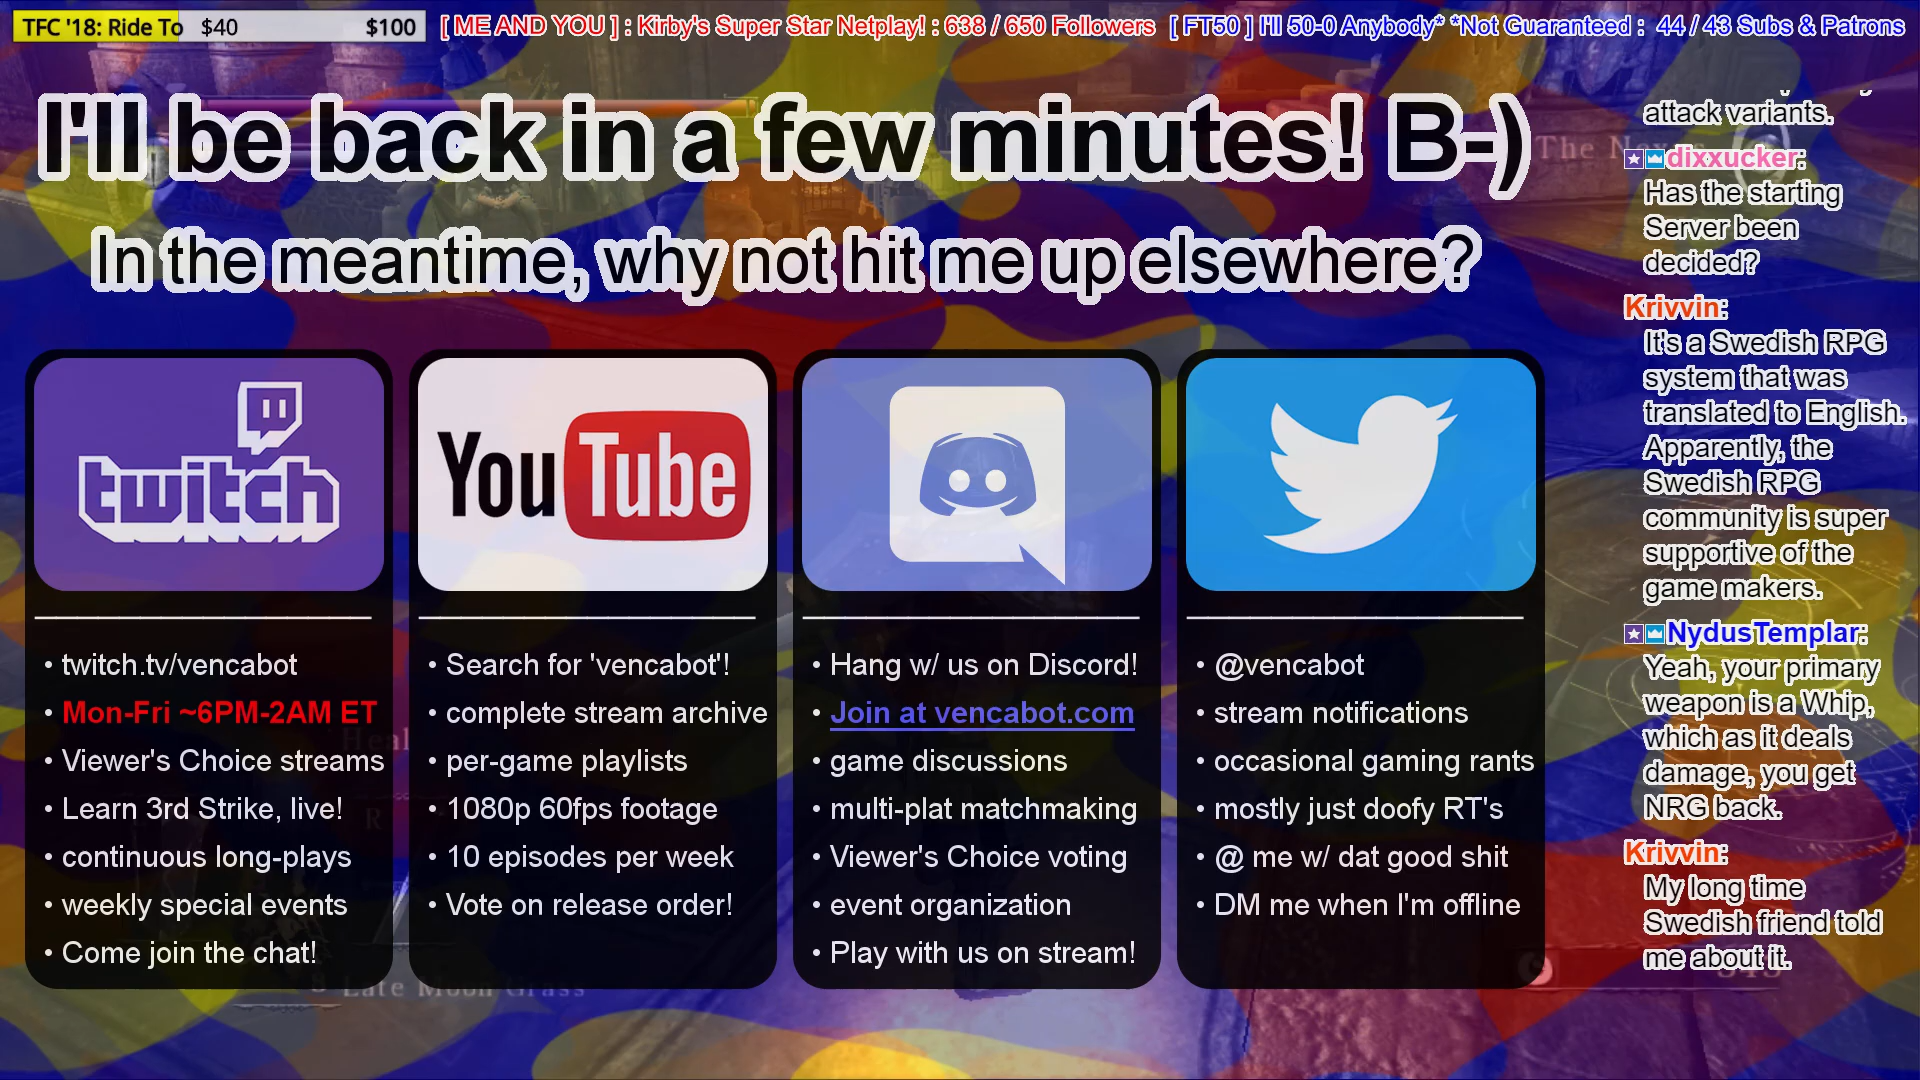 TFC '18: Ride To $40 $100
[ ME AND YOU ] : Kirby's Super Star Netplay! : 638 / 650 Followers [ FT50 ] I'll 50-0 Anybody* *Not Guaranteed : 44 / 43 Subs & Patrons
I'll be back in a few minutes! B-)
In the meantime, why not hit me up elsewhere?
twitch
• twitch.tv/vencabot
• Mon-Fri ~6PM-2AM ET
• Viewer's Choice streams
• Learn 3rd Strike, live!
• continuous long-plays
• weekly special events
• Come join the chat!
YouTube
• Search for 'vencabot'!
• complete stream archive
• per-game playlists
• 1080p 60fps footage
• 10 episodes per week
• Vote on release order!
• Hang w/ us on Discord!
• Join at vencabot.com
• game discussions
• multi-plat matchmaking
• Viewer's Choice voting
• event organization
• Play with us on stream!
• @vencabot
• stream notifications
• occasional gaming rants
• mostly just doofy RT's
• @ me w/ dat good shit
• DM me when I'm offline
attack variants.
dixxucker:
Has the starting
Server been
decided?
Krivvin:
It's a Swedish RPG
system that was
translated to English.
Apparently, the
Swedish RPG
community is super
supportive of the
game makers.
NydusTemplar:
Yeah, your primary
weapon is a Whip,
which as it deals
damage, you get
NRG back.
Krivvin:
My long time
Swedish friend told
me about it.
The
Late Moon Grass